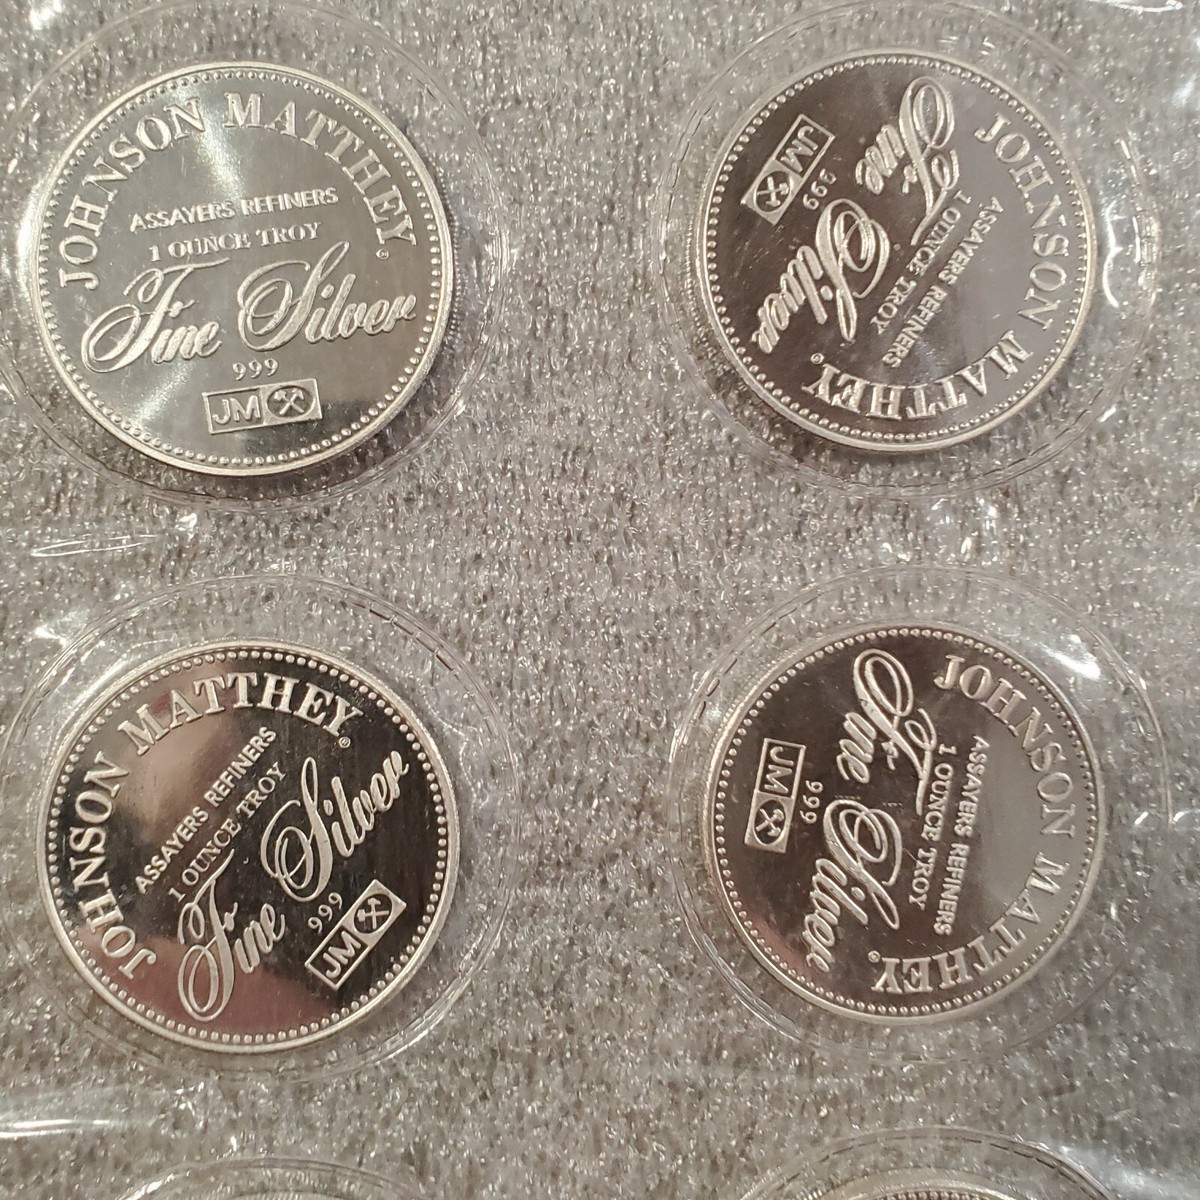 JOHNSON MATTHEY®
ASSAYERS REFINERS
1 OUNCE TROY
Fine Silver
999
JM
JOHNSON MATTHEY®
ASSAYERS REFINERS
1 OUNCE TROY
Fine Silver
999
JM
JOHNSON MATTHEY®
ASSAYERS REFINERS
1 OUNCE TROY
Fine Silver
999
JM
JOHNSON MATTHEY®
ASSAYERS REFINERS
1 OUNCE TROY
Fine Silver
999
JM